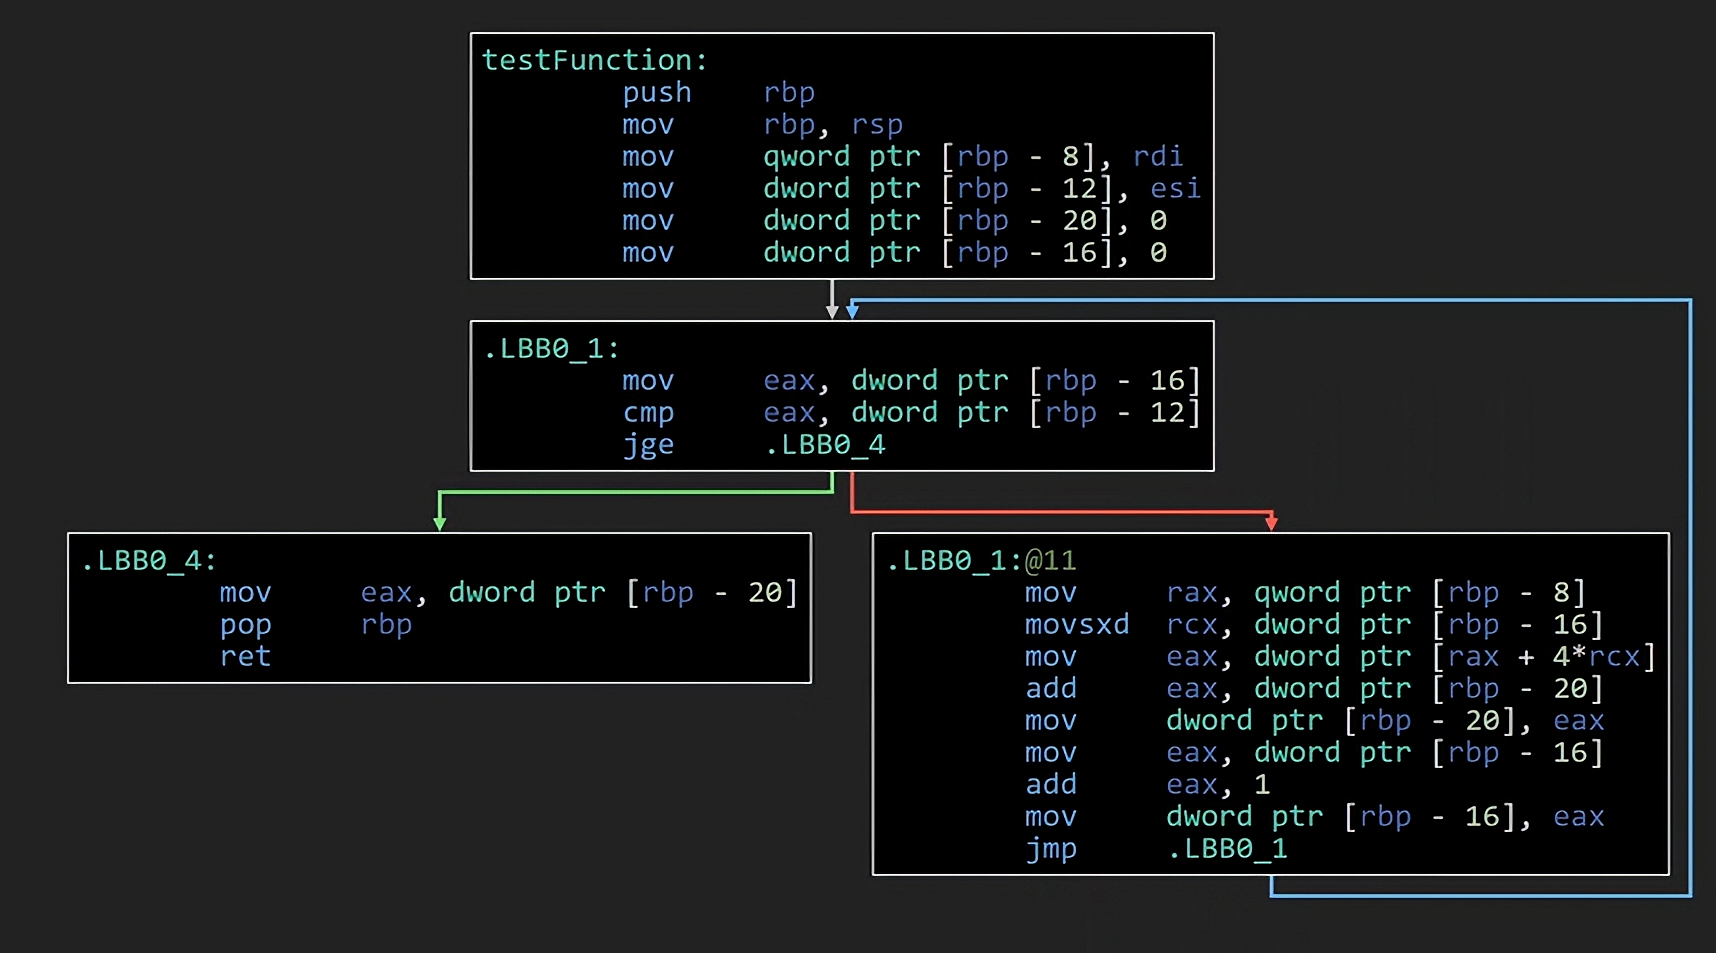 testFunction:
push rbp
mov rbp, rsp
mov qword ptr [rbp - 8], rdi
mov dword ptr [rbp - 12], esi
mov dword ptr [rbp - 20], 0
mov dword ptr [rbp - 16], 0
.LBB0_1:
mov eax, dword ptr [rbp - 16]
cmp eax, dword ptr [rbp - 12]
jge .LBB0_4
.LBB0_4:
mov eax, dword ptr [rbp - 20]
pop rbp
ret
.LBB0_1:@11
mov rax, qword ptr [rbp - 8]
movsxd rcx, dword ptr [rbp - 16]
mov eax, dword ptr [rax + 4*rcx]
add eax, dword ptr [rbp - 20]
mov dword ptr [rbp - 20], eax
mov eax, dword ptr [rbp - 16]
add eax, 1
mov dword ptr [rbp - 16], eax
jmp .LBB0_1